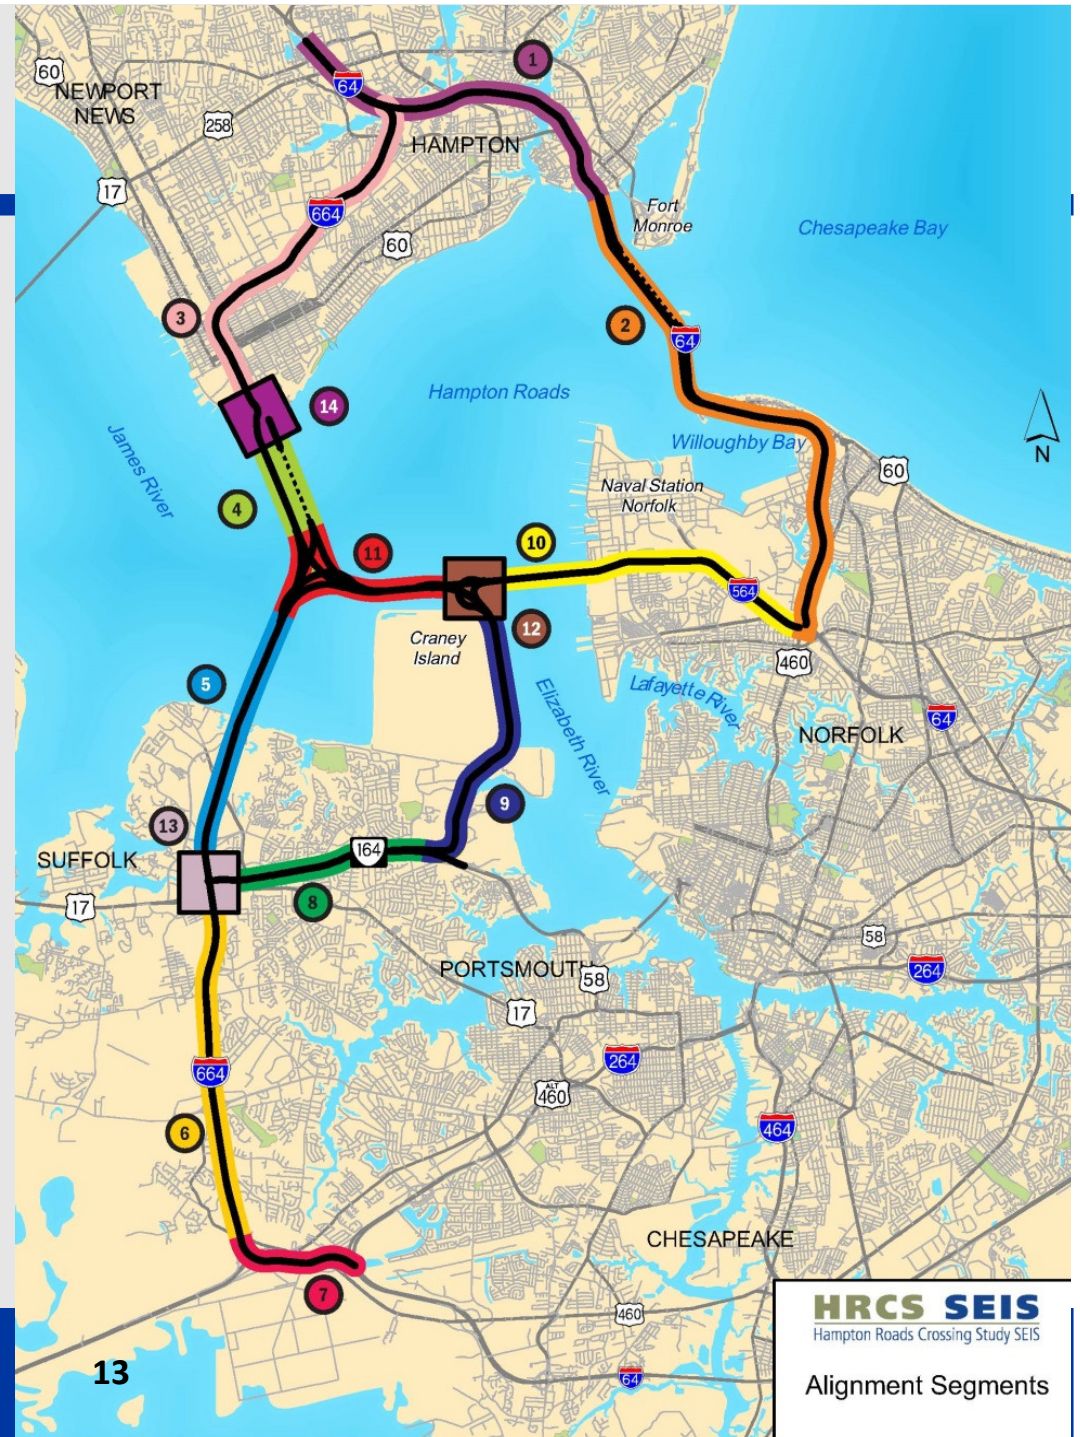 1
60
64
NEWPORT
NEWS
258
HAMPTON
17
664
Fort
Monroe
60
Chesapeake Bay
3
2
64
Hampton Roads
14
N
James River
Willoughby Bay
60
Naval Station
Norfolk
4
10
11
564
12
Craney
Island
460
5
Elizabeth River
Lafayette River
64
NORFOLK
9
13
164
SUFFOLK
17
8
58
264
PORTSMOUTH
58
17
264
664
ALT
460
464
6
CHESAPEAKE
7
460
64
HRCS SEIS
Hampton Roads Crossing Study SEIS
Alignment Segments
13